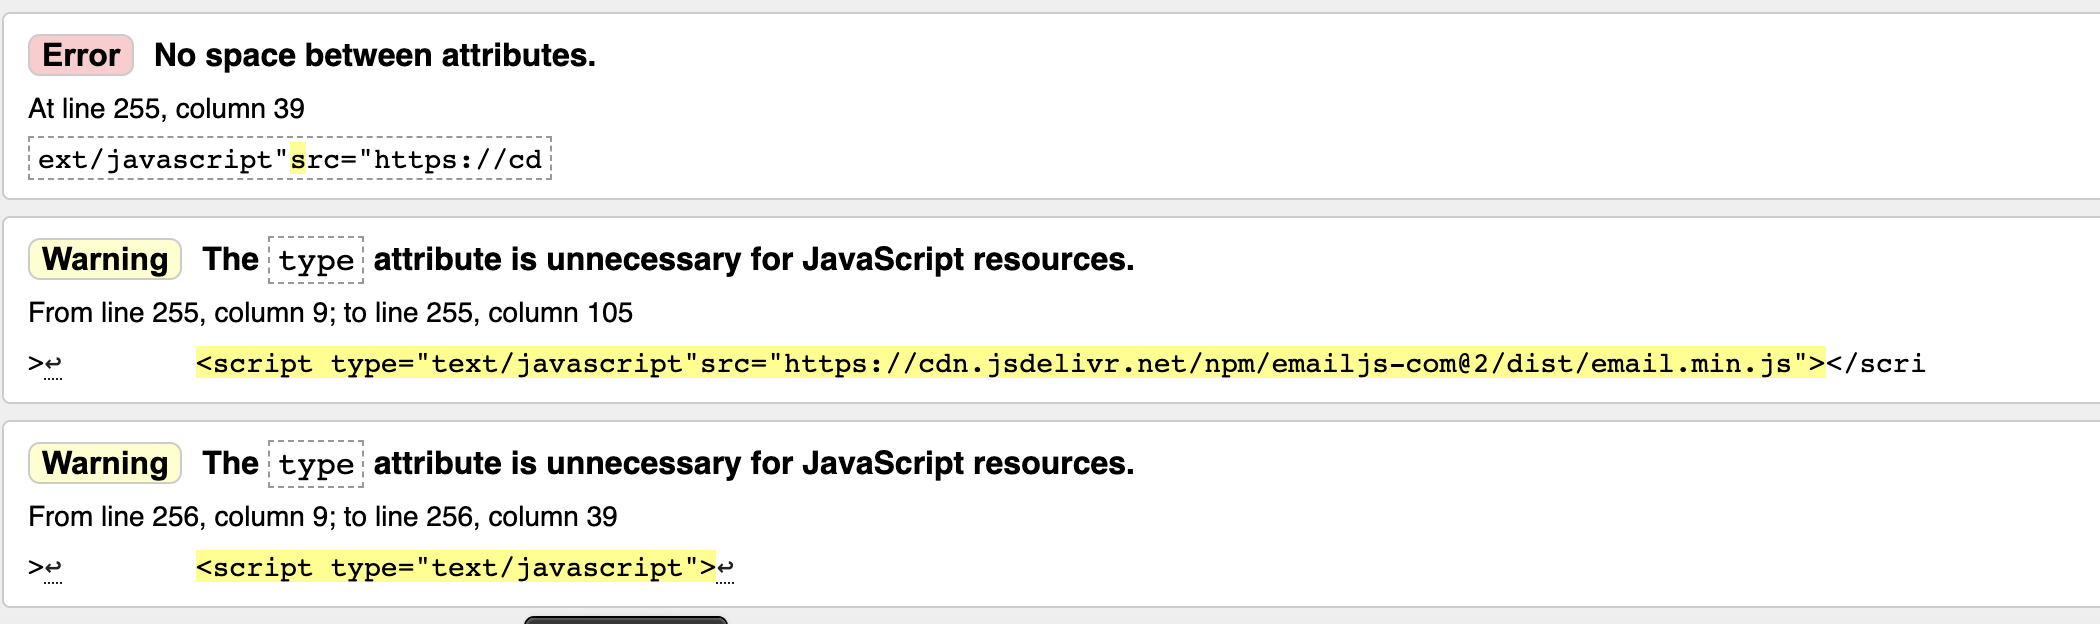 Error No space between attributes.
At line 255, column 39
ext/javascript"src="https://cd
Warning The type attribute is unnecessary for JavaScript resources.
From line 255, column 9; to line 255, column 105
>↩ <script type="text/javascript"src="https://cdn.jsdelivr.net/npm/emailjs-com@2/dist/email.min.js"></scri
Warning The type attribute is unnecessary for JavaScript resources.
From line 256, column 9; to line 256, column 39
>↩ <script type="text/javascript">↩